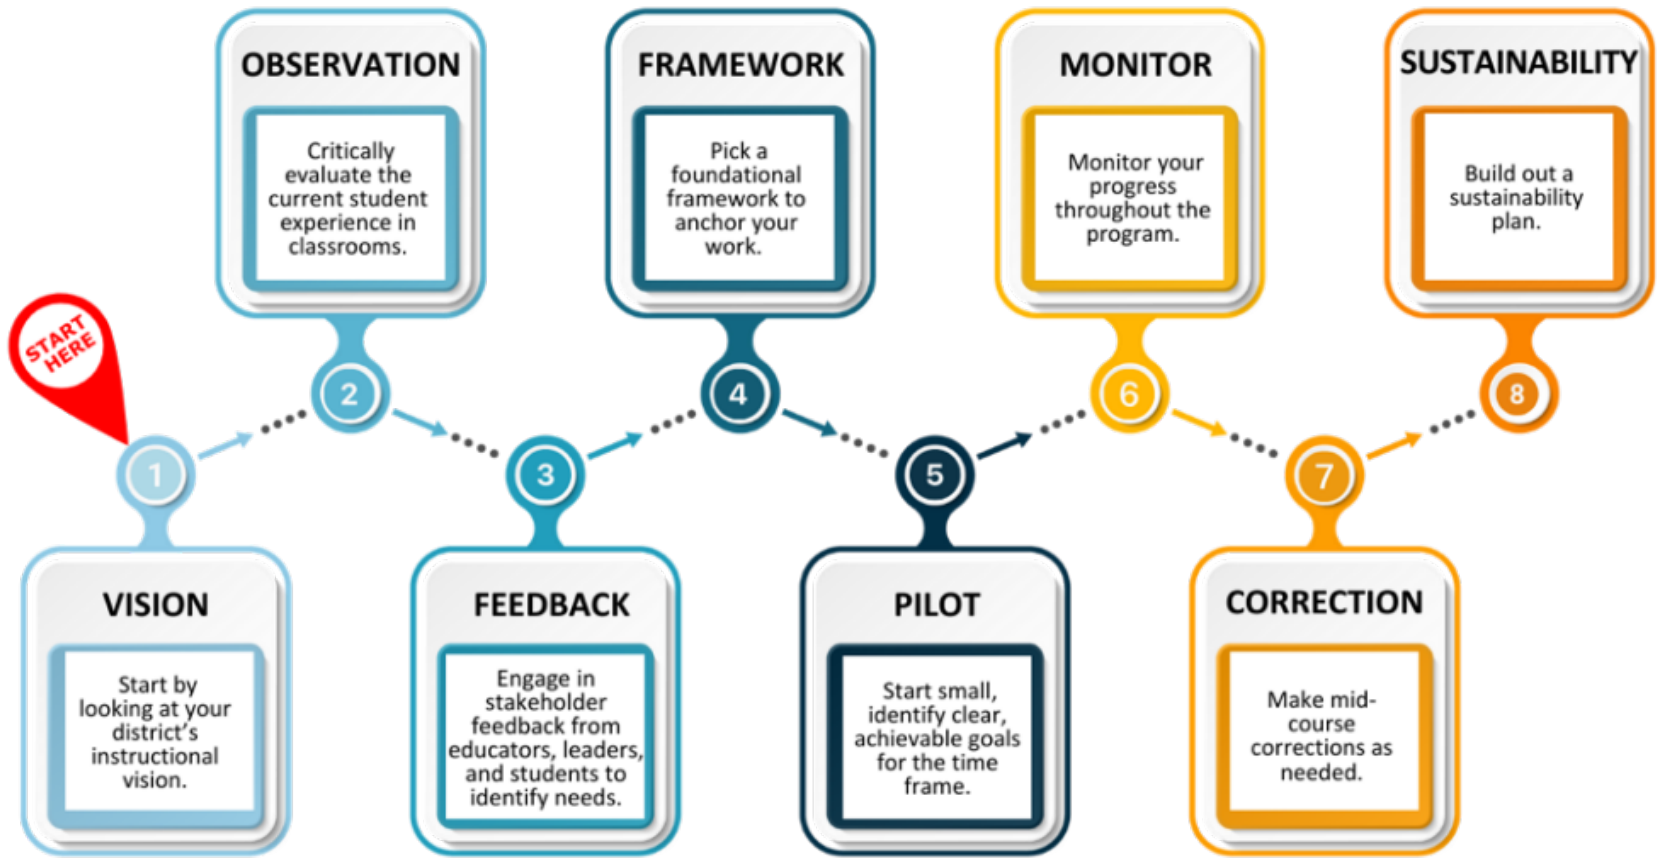 START
HERE
1
VISION
Start by
looking at your
district's
instructional
vision.
2
OBSERVATION
Critically
evaluate the
current student
experience in
classrooms.
3
FEEDBACK
Engage in
stakeholder
feedback from
educators, leaders,
and students to
identify needs.
4
FRAMEWORK
Pick a
foundational
framework to
anchor your
work.
5
PILOT
Start small,
identify clear,
achievable goals
for the time
frame.
6
MONITOR
Monitor your
progress
throughout the
program.
7
CORRECTION
Make mid-
course
corrections as
needed.
8
SUSTAINABILITY
Build out a
sustainability
plan.